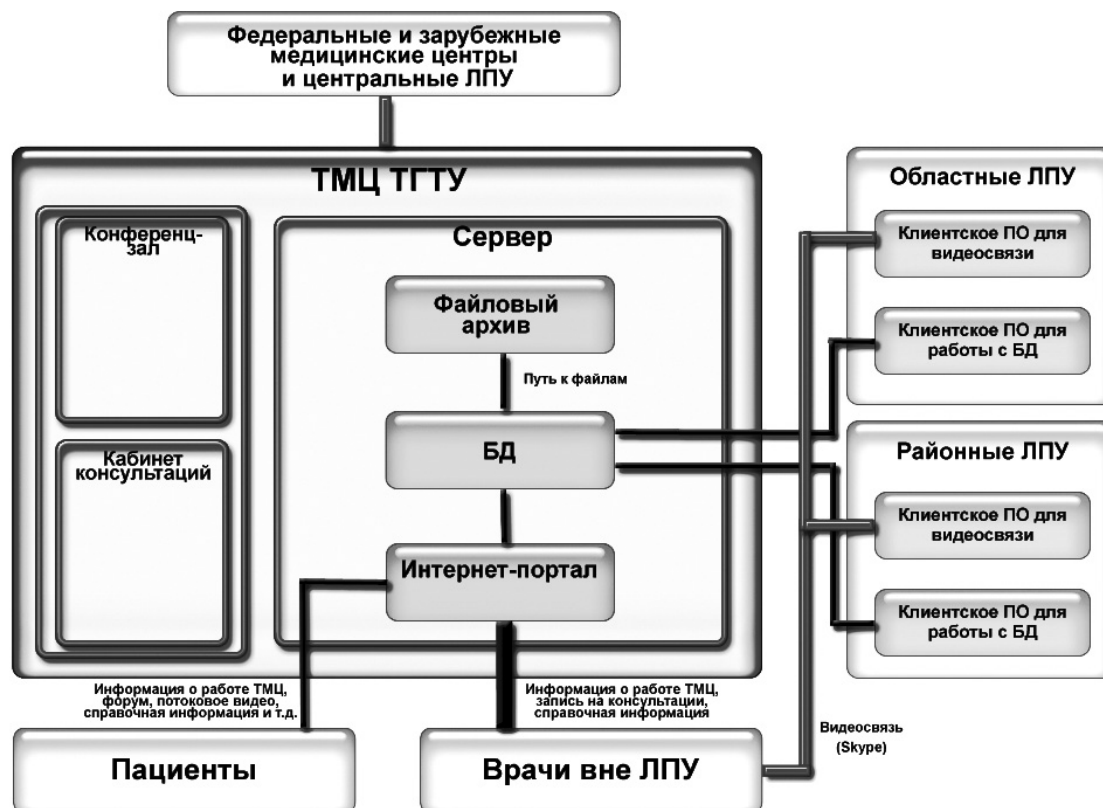 Федеральные и зарубежные
медицинские центры
и центральные ЛПУ
ТМЦ ТГТУ
Конференц-
зал
Кабинет
консультаций
Сервер
Файловый
архив
Путь к файлам
БД
Интернет-портал
Областные ЛПУ
Клиентское ПО для
видеосвязи
Клиентское ПО для
работы с БД
Районные ЛПУ
Клиентское ПО для
видеосвязи
Клиентское ПО для
работы с БД
Информация о работе ТМЦ,
форум, потоковое видео,
справочная информация и т.д.
Информация о работе ТМЦ,
запись на консультации,
справочная информация
Видеосвязь
(Skype)
Пациенты
Врачи вне ЛПУ